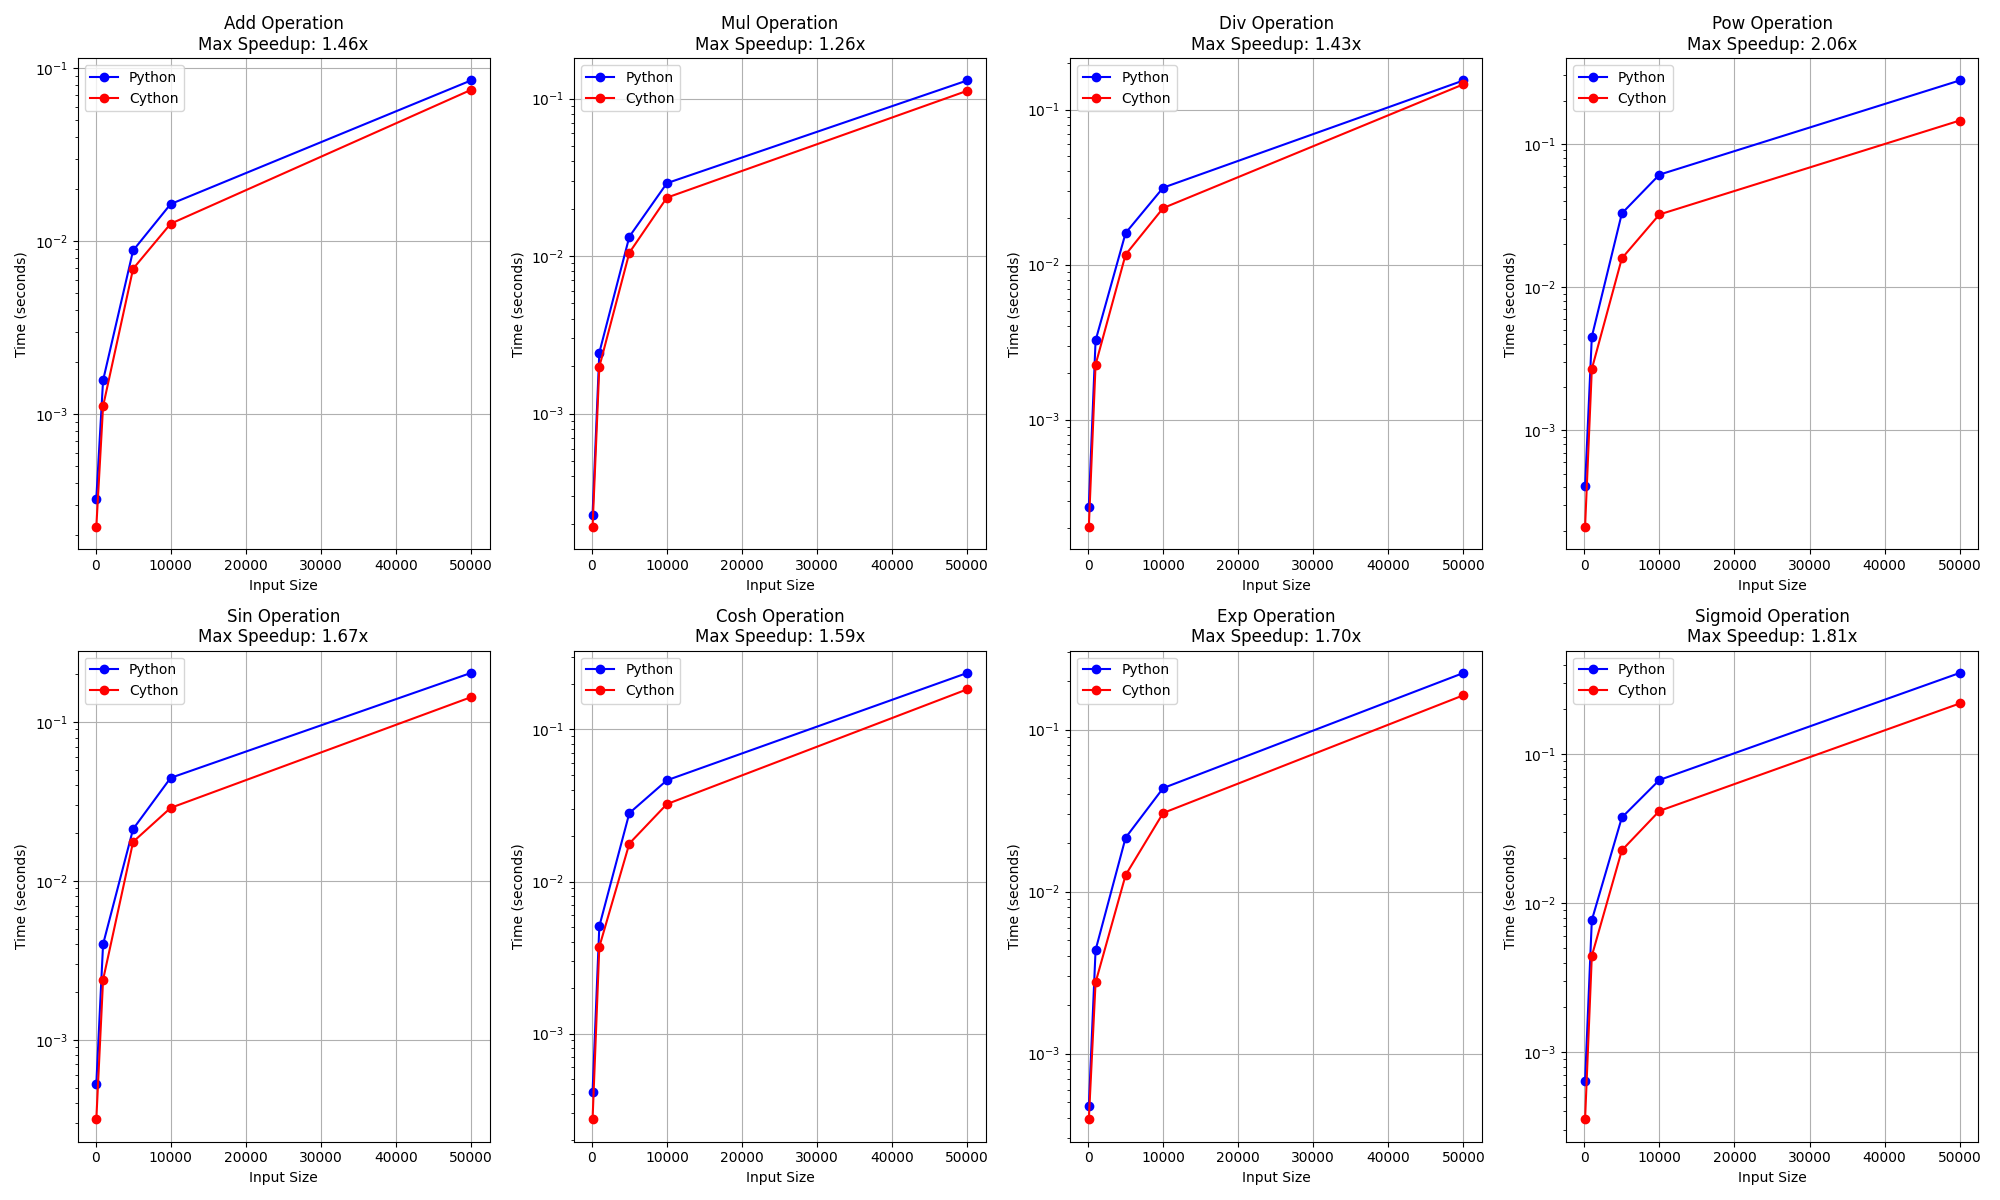 Add Operation
Max Speedup: 1.46x
Python
Cython
Time (seconds)
10⁻¹
10⁻²
10⁻³
0 10000 20000 30000 40000 50000
Input Size
Mul Operation
Max Speedup: 1.26x
Python
Cython
Time (seconds)
10⁻¹
10⁻²
10⁻³
0 10000 20000 30000 40000 50000
Input Size
Div Operation
Max Speedup: 1.43x
Python
Cython
Time (seconds)
10⁻¹
10⁻²
10⁻³
0 10000 20000 30000 40000 50000
Input Size
Pow Operation
Max Speedup: 2.06x
Python
Cython
Time (seconds)
10⁻¹
10⁻²
10⁻³
0 10000 20000 30000 40000 50000
Input Size
Sin Operation
Max Speedup: 1.67x
Python
Cython
Time (seconds)
10⁻¹
10⁻²
10⁻³
0 10000 20000 30000 40000 50000
Input Size
Cosh Operation
Max Speedup: 1.59x
Python
Cython
Time (seconds)
10⁻¹
10⁻²
10⁻³
0 10000 20000 30000 40000 50000
Input Size
Exp Operation
Max Speedup: 1.70x
Python
Cython
Time (seconds)
10⁻¹
10⁻²
10⁻³
0 10000 20000 30000 40000 50000
Input Size
Sigmoid Operation
Max Speedup: 1.81x
Python
Cython
Time (seconds)
10⁻¹
10⁻²
10⁻³
0 10000 20000 30000 40000 50000
Input Size